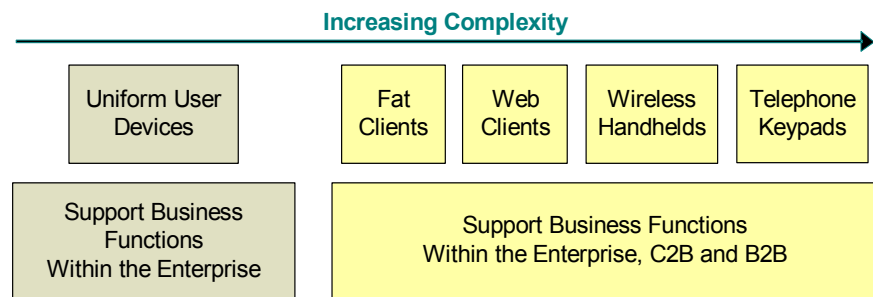 Increasing Complexity
Uniform User
Devices
Fat
Clients
Web
Clients
Wireless
Handhelds
Telephone
Keypads
Support Business
Functions
Within the Enterprise
Support Business Functions
Within the Enterprise, C2B and B2B